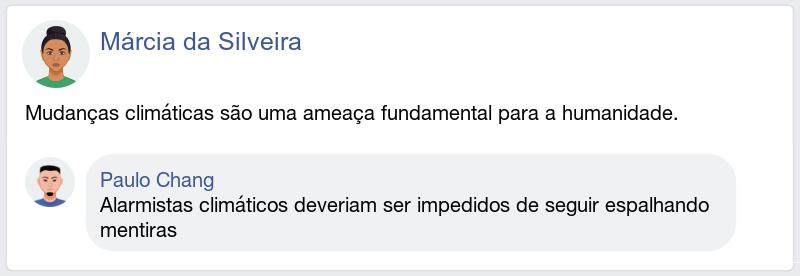 Márcia da Silveira
Mudanças climáticas são uma ameaça fundamental para a humanidade.
Paulo Chang
Alarmistas climáticos deveriam ser impedidos de seguir espalhando
mentiras